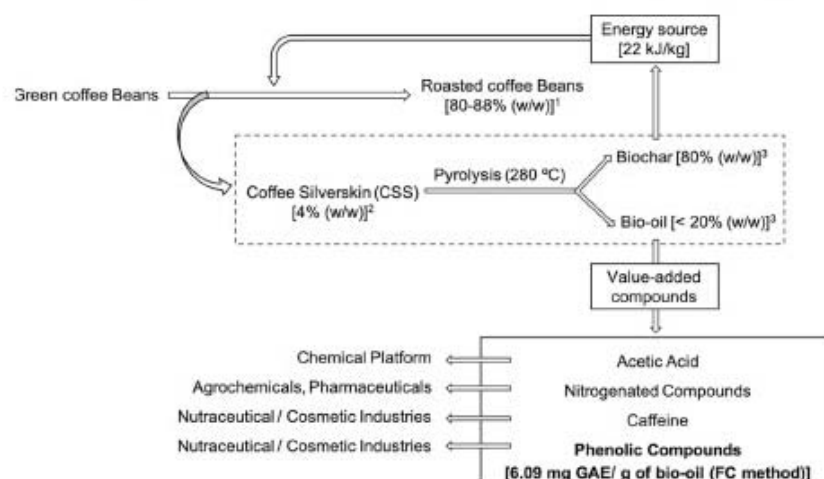 Energy source
[22 kJ/kg]
Green coffee Beans
Roasted coffee Beans
[80-88% (w/w)]1
Pyrolysis (280 ºC)
Biochar [80% (w/w)]3
Coffee Silverskin (CSS)
[4% (w/w)]2
Bio-oil [< 20% (w/w)]3
Value-added
compounds
Chemical Platform
Acetic Acid
Agrochemicals, Pharmaceuticals
Nitrogenated Compounds
Nutraceutical / Cosmetic Industries
Caffeine
Nutraceutical / Cosmetic Industries
Phenolic Compounds
[6.09 mg GAE/ g of bio-oil (FC method)]